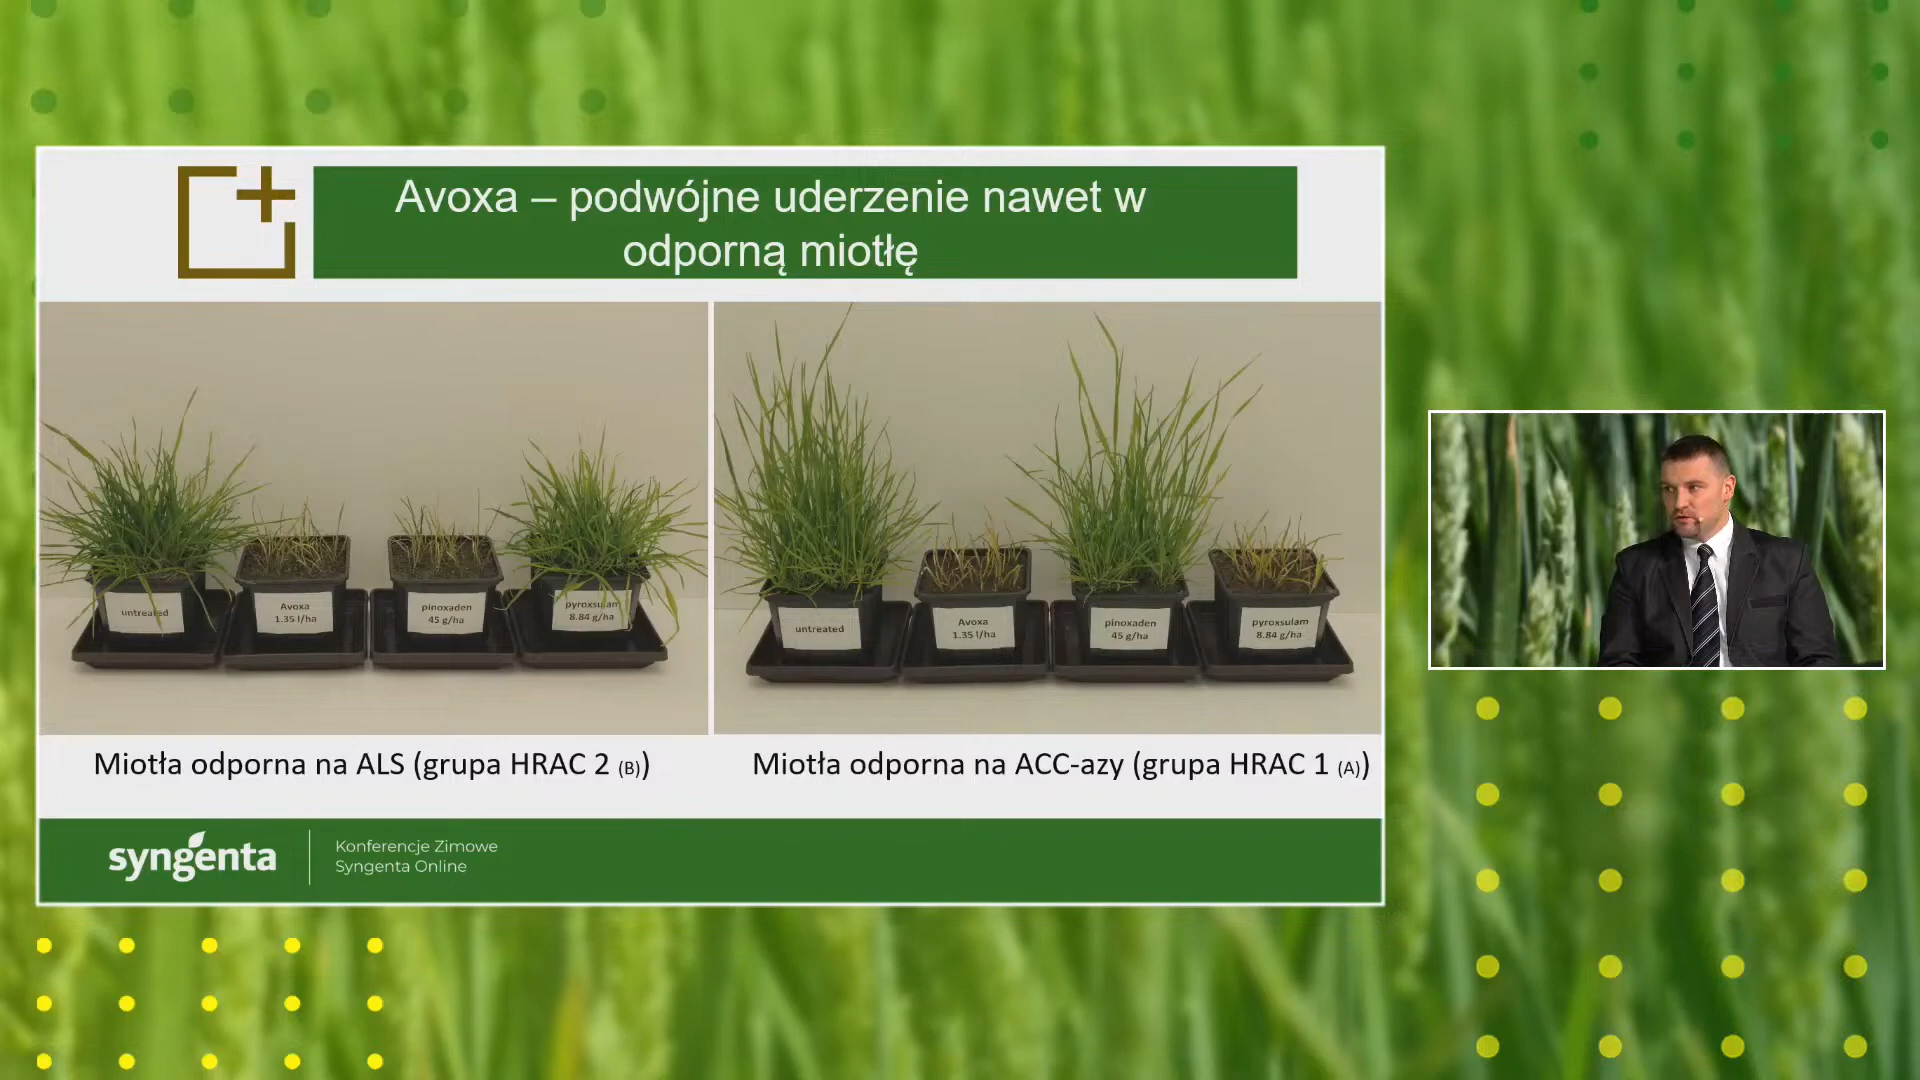 Avoxa – podwójne uderzenie nawet w
odporną miotłę
untreated
Avoxa
1.35 l/ha
pinoxaden
45 g/ha
pyroxsulam
8.84 g/ha
untreated
Avoxa
1.35 l/ha
pinoxaden
45 g/ha
pyroxsulam
8.84 g/ha
Miotła odporna na ALS (grupa HRAC 2 (B))
Miotła odporna na ACC-azy (grupa HRAC 1 (A))
syngenta
Konferencje Zimowe
Syngenta Online